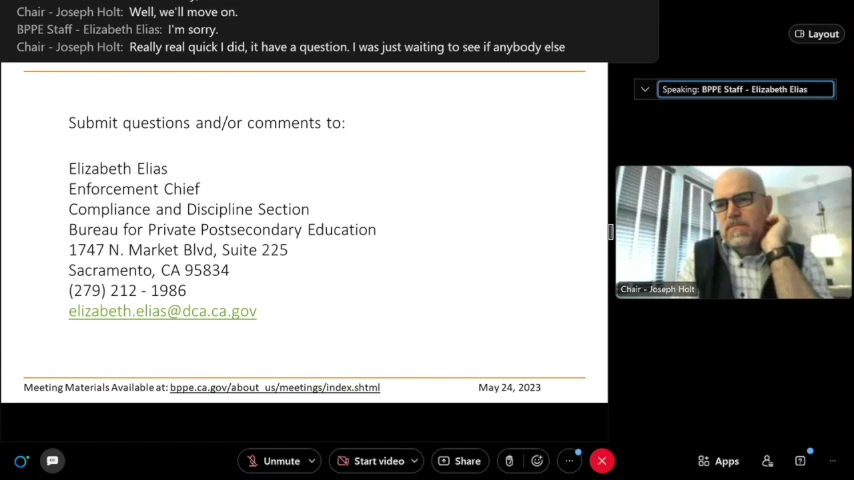 Chair - Joseph Holt: Well, we'll move on.
BPPE Staff - Elizabeth Elias: I'm sorry.
Chair - Joseph Holt: Really real quick I did, it have a question. I was just waiting to see if anybody else
Layout
Speaking: BPPE Staff - Elizabeth Elias
Submit questions and/or comments to:
Elizabeth Elias
Enforcement Chief
Compliance and Discipline Section
Bureau for Private Postsecondary Education
1747 N. Market Blvd, Suite 225
Sacramento, CA 95834
(279) 212 - 1986
elizabeth.elias@dca.ca.gov
Chair - Joseph Holt
Meeting Materials Available at: bppe.ca.gov/about_us/meetings/index.shtml
May 24, 2023
Unmute
Start video
Share
Apps